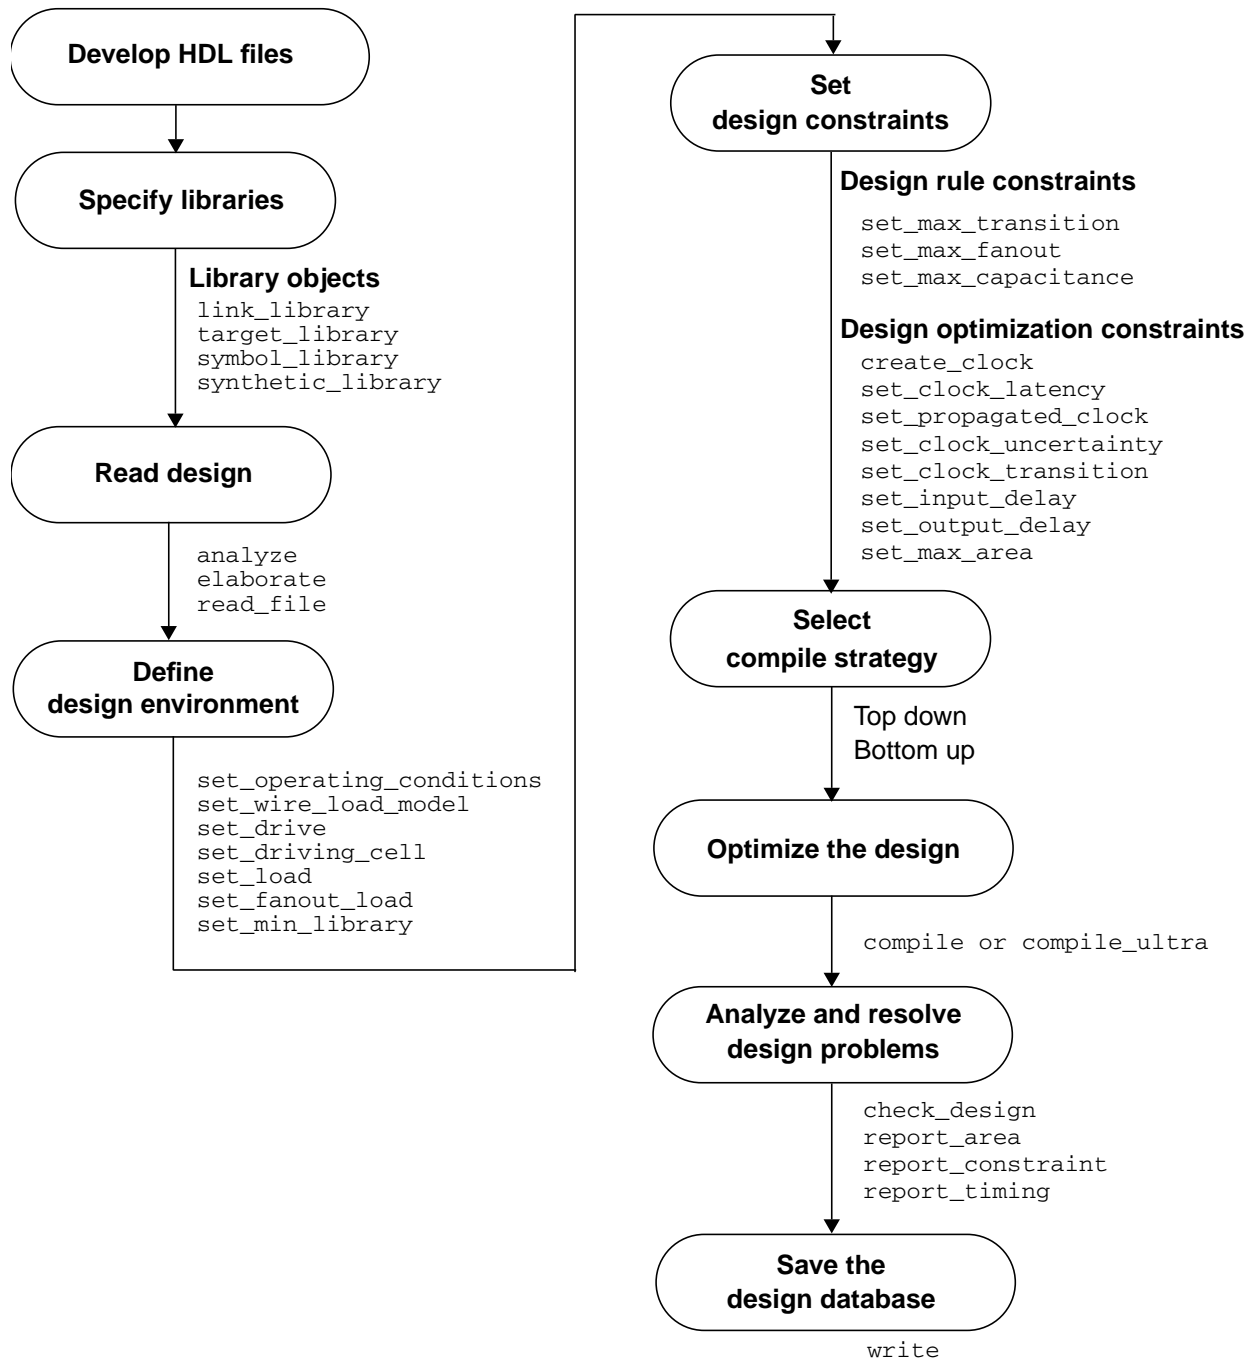 Develop HDL files
Specify libraries
Library objects
link_library
target_library
symbol_library
synthetic_library
Read design
analyze
elaborate
read_file
Define
design environment
set_operating_conditions
set_wire_load_model
set_drive
set_driving_cell
set_load
set_fanout_load
set_min_library
Set
design constraints
Design rule constraints
set_max_transition
set_max_fanout
set_max_capacitance
Design optimization constraints
create_clock
set_clock_latency
set_propagated_clock
set_clock_uncertainty
set_clock_transition
set_input_delay
set_output_delay
set_max_area
Select
compile strategy
Top down
Bottom up
Optimize the design
compile or compile_ultra
Analyze and resolve
design problems
check_design
report_area
report_constraint
report_timing
Save the
design database
write